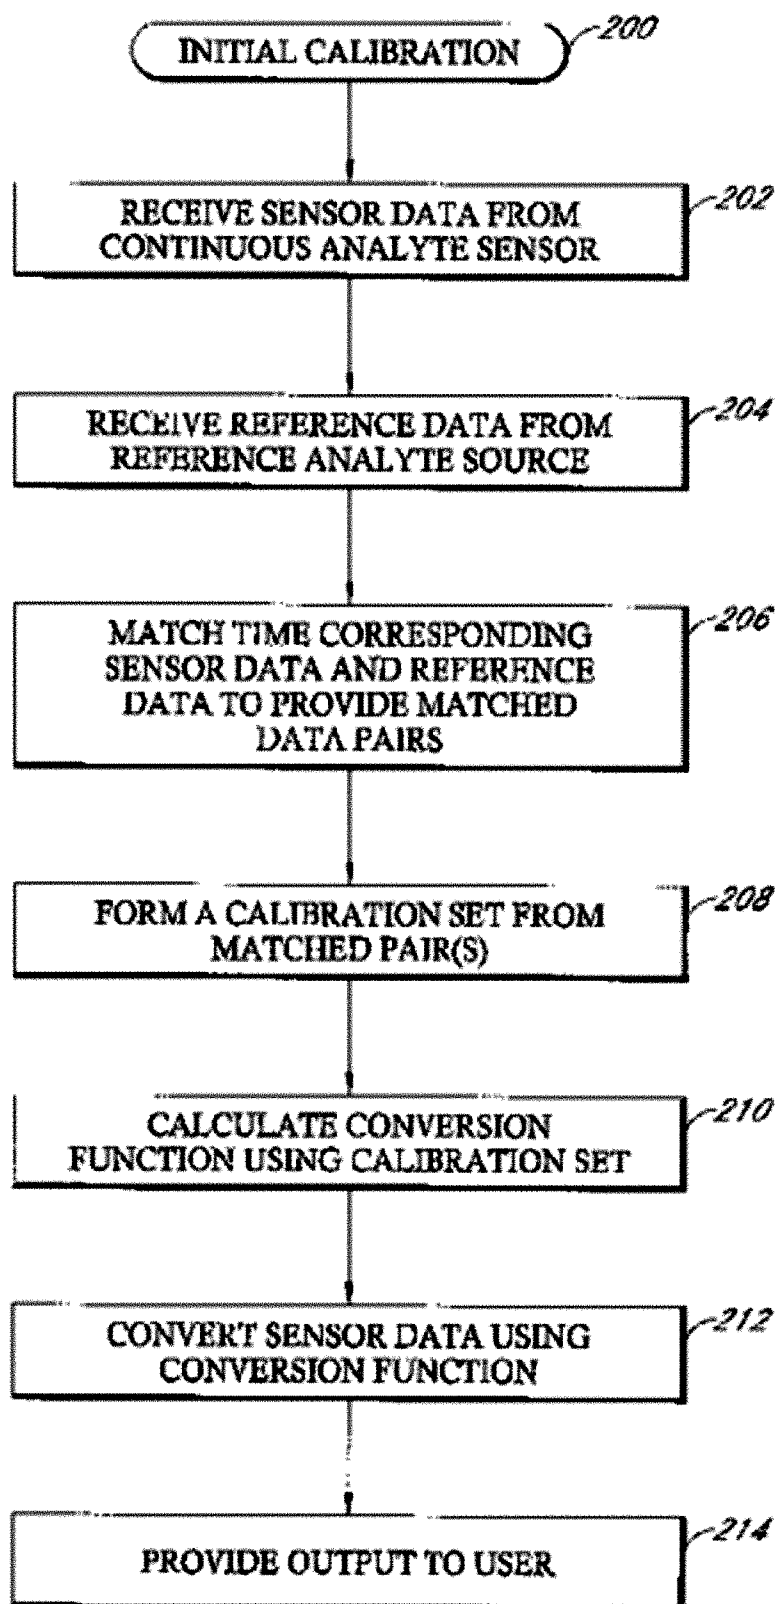 INITIAL CALIBRATION
200
RECEIVE SENSOR DATA FROM
CONTINUOUS ANALYTE SENSOR
202
RECEIVE REFERENCE DATA FROM
REFERENCE ANALYTE SOURCE
204
MATCH TIME CORRESPONDING
SENSOR DATA AND REFERENCE
DATA TO PROVIDE MATCHED
DATA PAIRS
206
FORM A CALIBRATION SET FROM
MATCHED PAIR(S)
208
CALCULATE CONVERSION
FUNCTION USING CALIBRATION SET
210
CONVERT SENSOR DATA USING
CONVERSION FUNCTION
212
PROVIDE OUTPUT TO USER
214